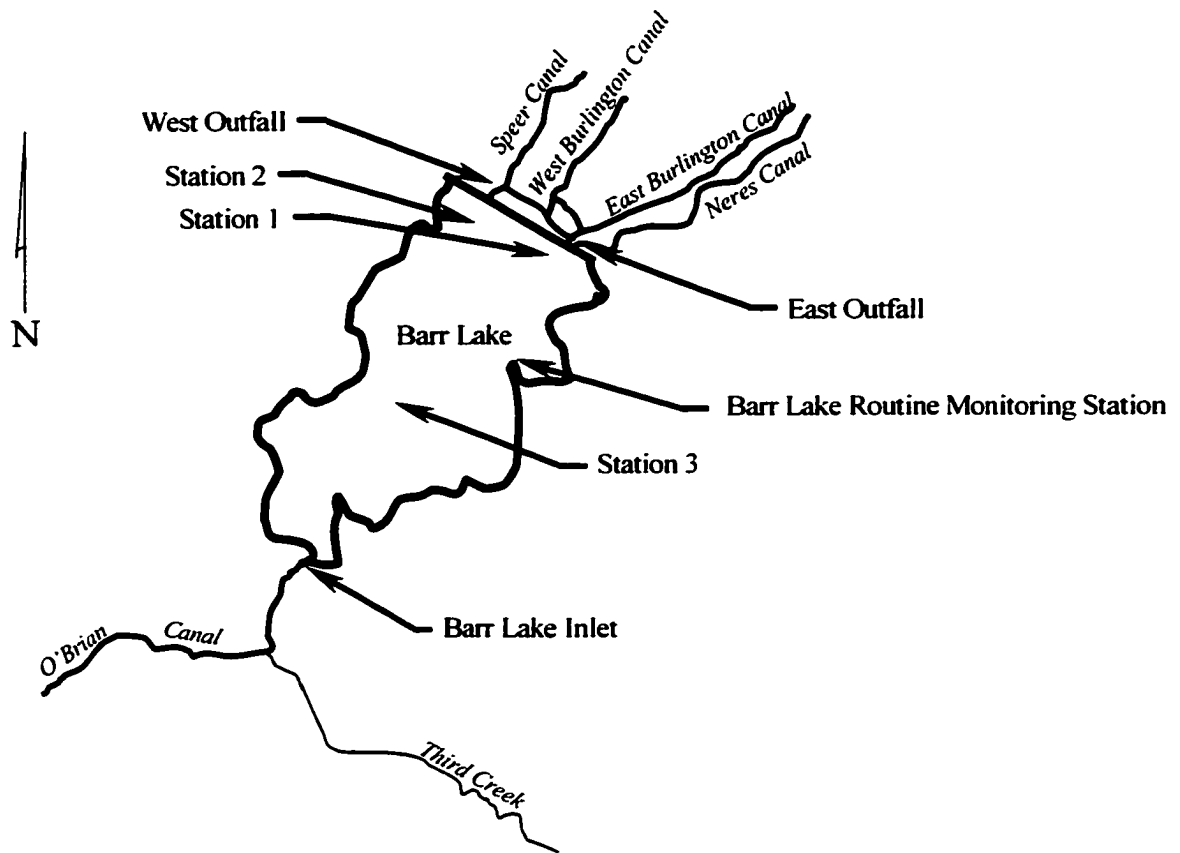 Speer Canal
West Burlington Canal
West Outfall
East Burlington Canal
Station 2
Neres Canal
Station 1
N
East Outfall
Barr Lake
Barr Lake Routine Monitoring Station
Station 3
Barr Lake Inlet
O'Brian Canal
Third Creek